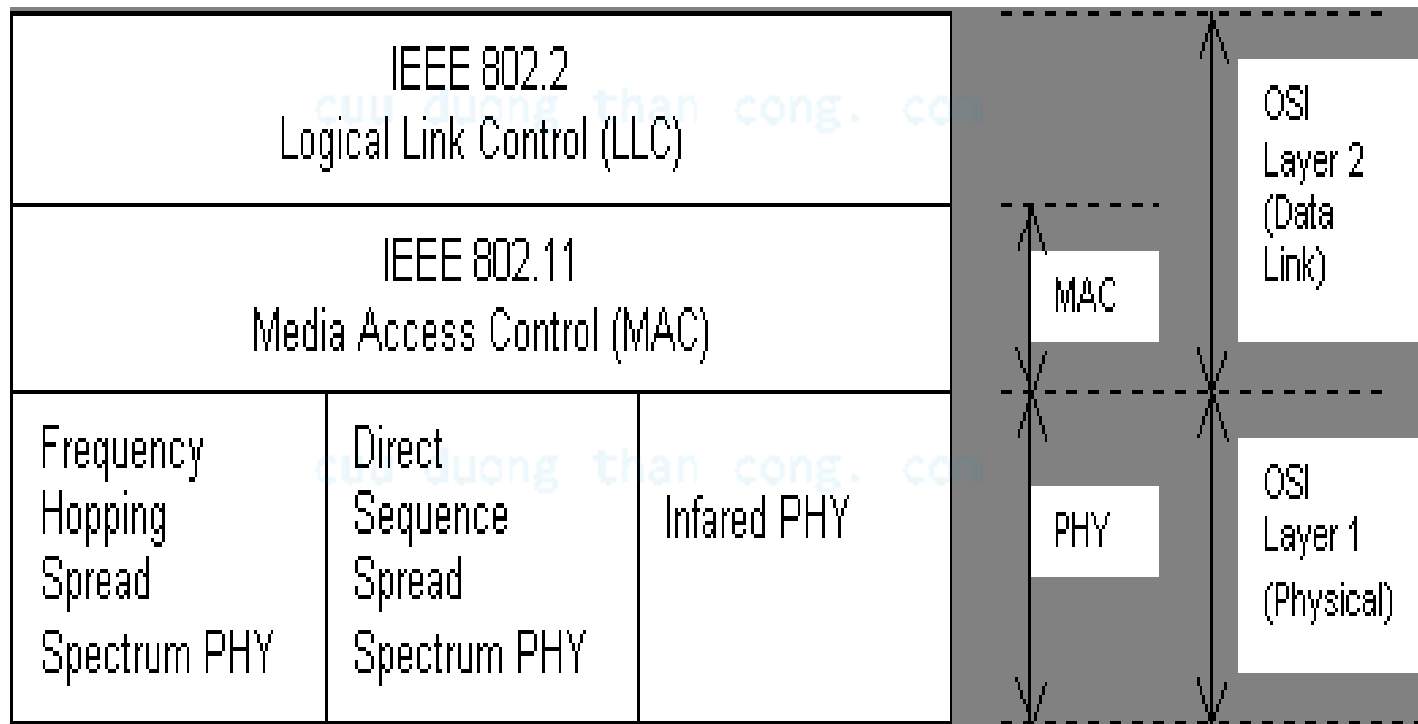 IEEE 802.2
Logical Link Control (LLC)
IEEE 802.11
Media Access Control (MAC)
Frequency
Hopping
Spread
Spectrum PHY
Direct
Sequence
Spread
Spectrum PHY
Infared PHY
MAC
PHY
OSI
Layer 2
(Data
Link)
OSI
Layer 1
(Physical)
cuu duong than cong. com
cuu duong than cong. com